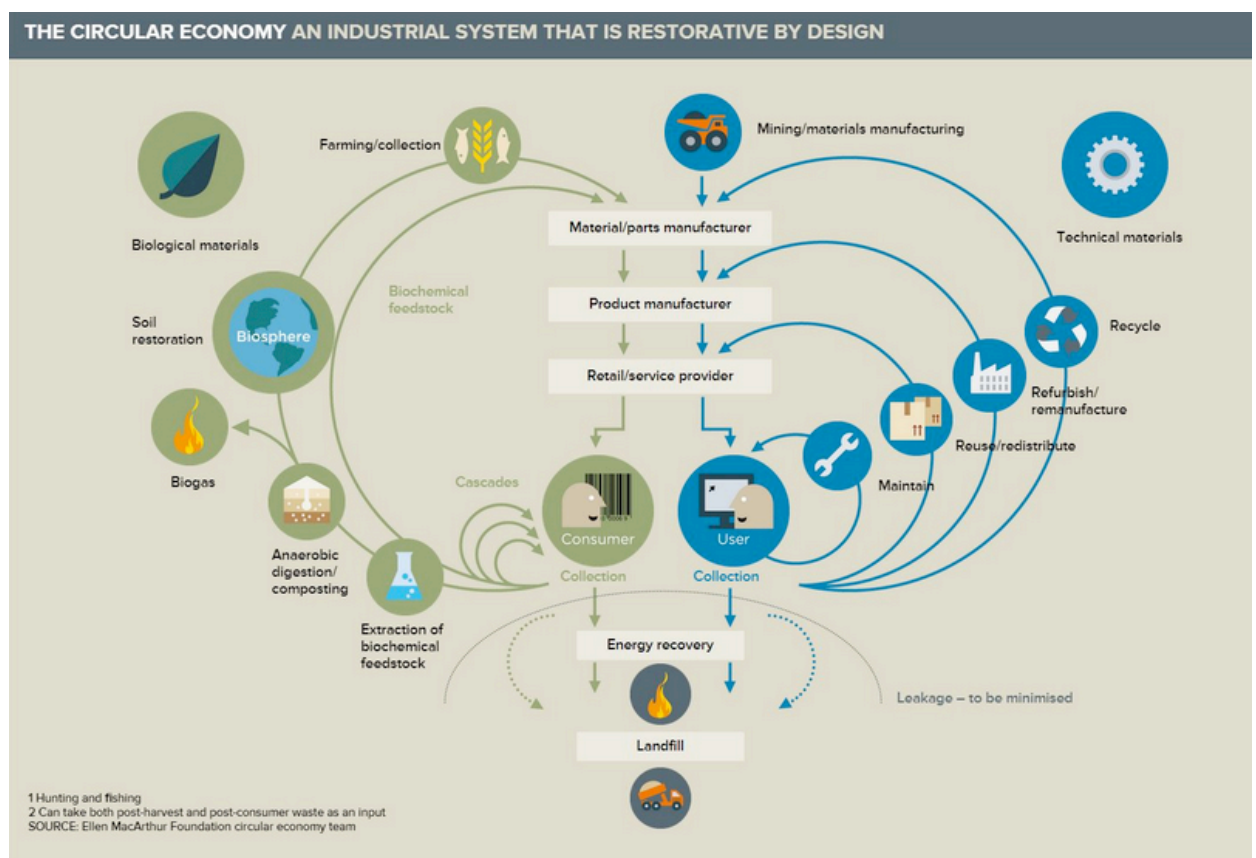 THE CIRCULAR ECONOMY AN INDUSTRIAL SYSTEM THAT IS RESTORATIVE BY DESIGN
Farming/collection
Mining/materials manufacturing
Biological materials
Material/parts manufacturer
Technical materials
Biochemical
feedstock
Product manufacturer
Soil
restoration
Biosphere
Recycle
Retail/service provider
Refurbish/
remanufacture
Reuse/redistribute
Biogas
Cascades
Maintain
Consumer
User
Anaerobic
digestion/
composting
Collection
Collection
Extraction of
biochemical
feedstock
Energy recovery
Leakage – to be minimised
Landfill
1 Hunting and fishing
2 Can take both post-harvest and post-consumer waste as an input
SOURCE: Ellen MacArthur Foundation circular economy team